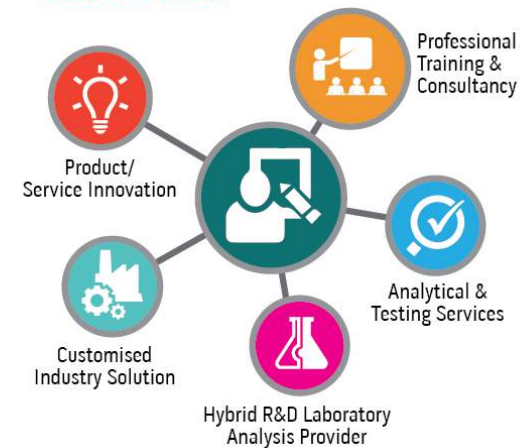 Professional
Training &
Consultancy
Product/
Service Innovation
Analytical &
Testing Services
Customised
Industry Solution
Hybrid R&D Laboratory
Analysis Provider